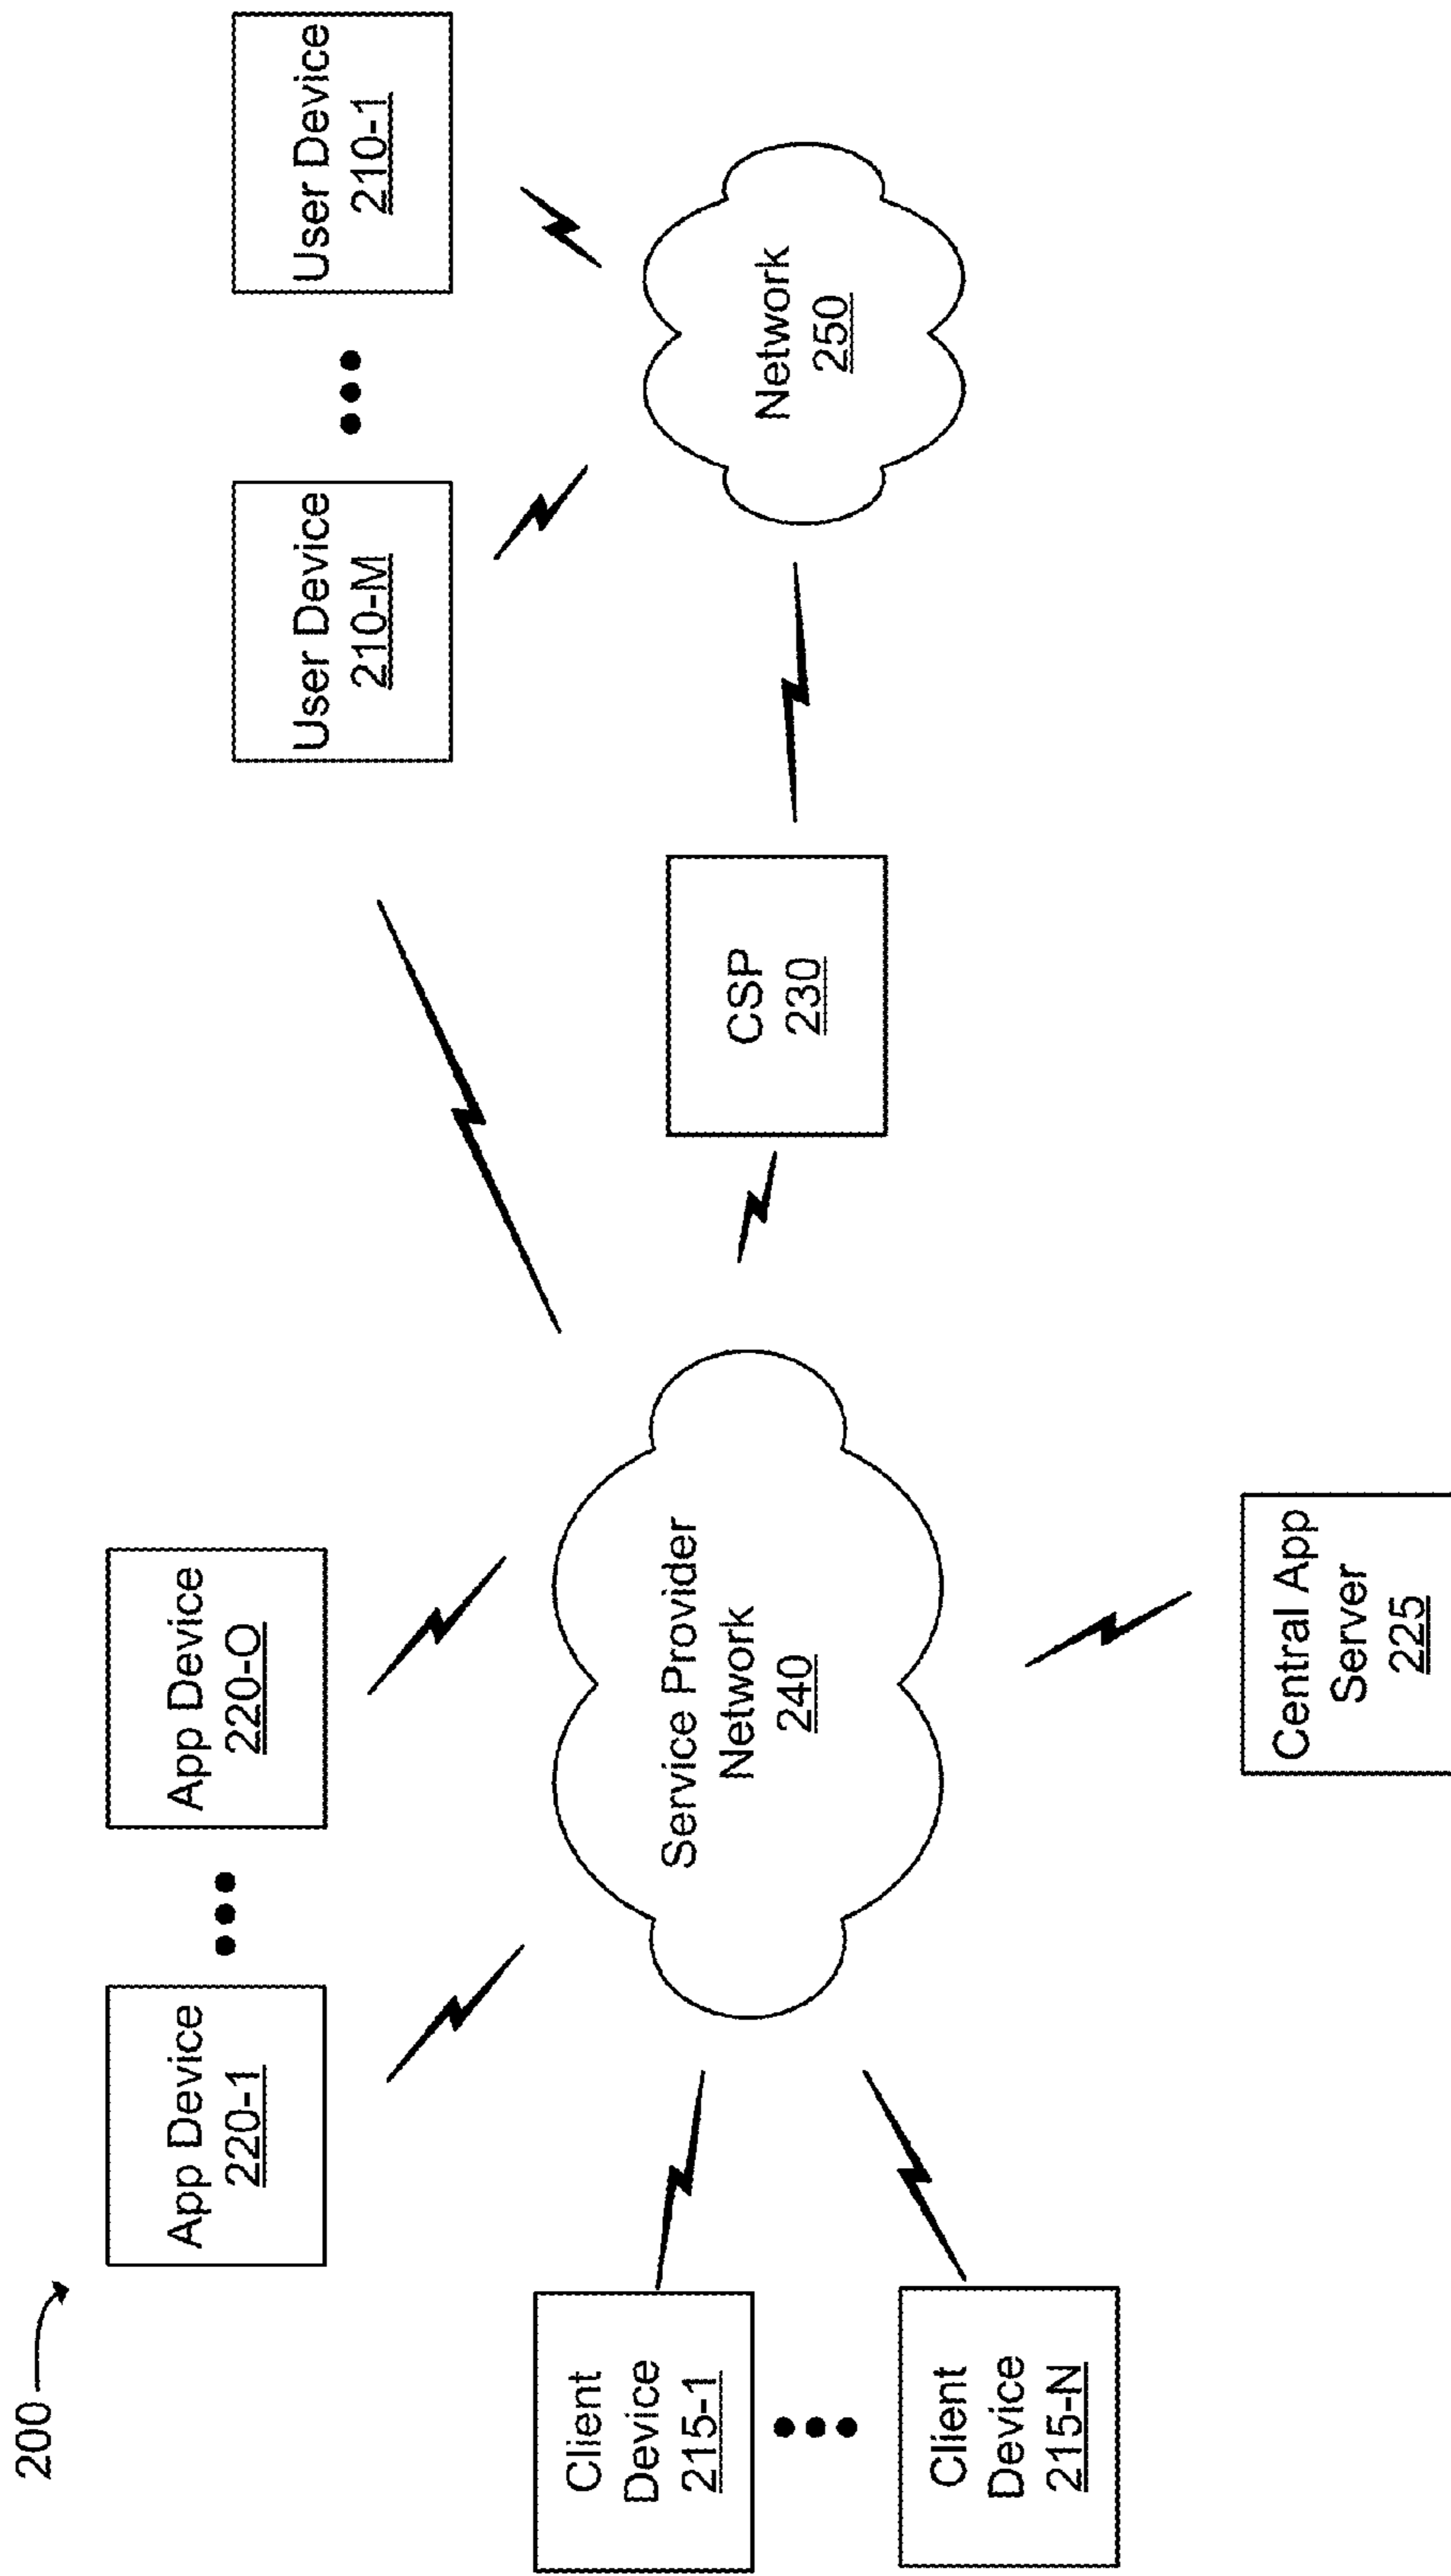 200
App Device
220-1
App Device
220-O
User Device
210-M
User Device
210-1
Client
Device
215-1
Client
Device
215-N
Service Provider
Network
240
CSP
230
Network
250
Central App
Server
225